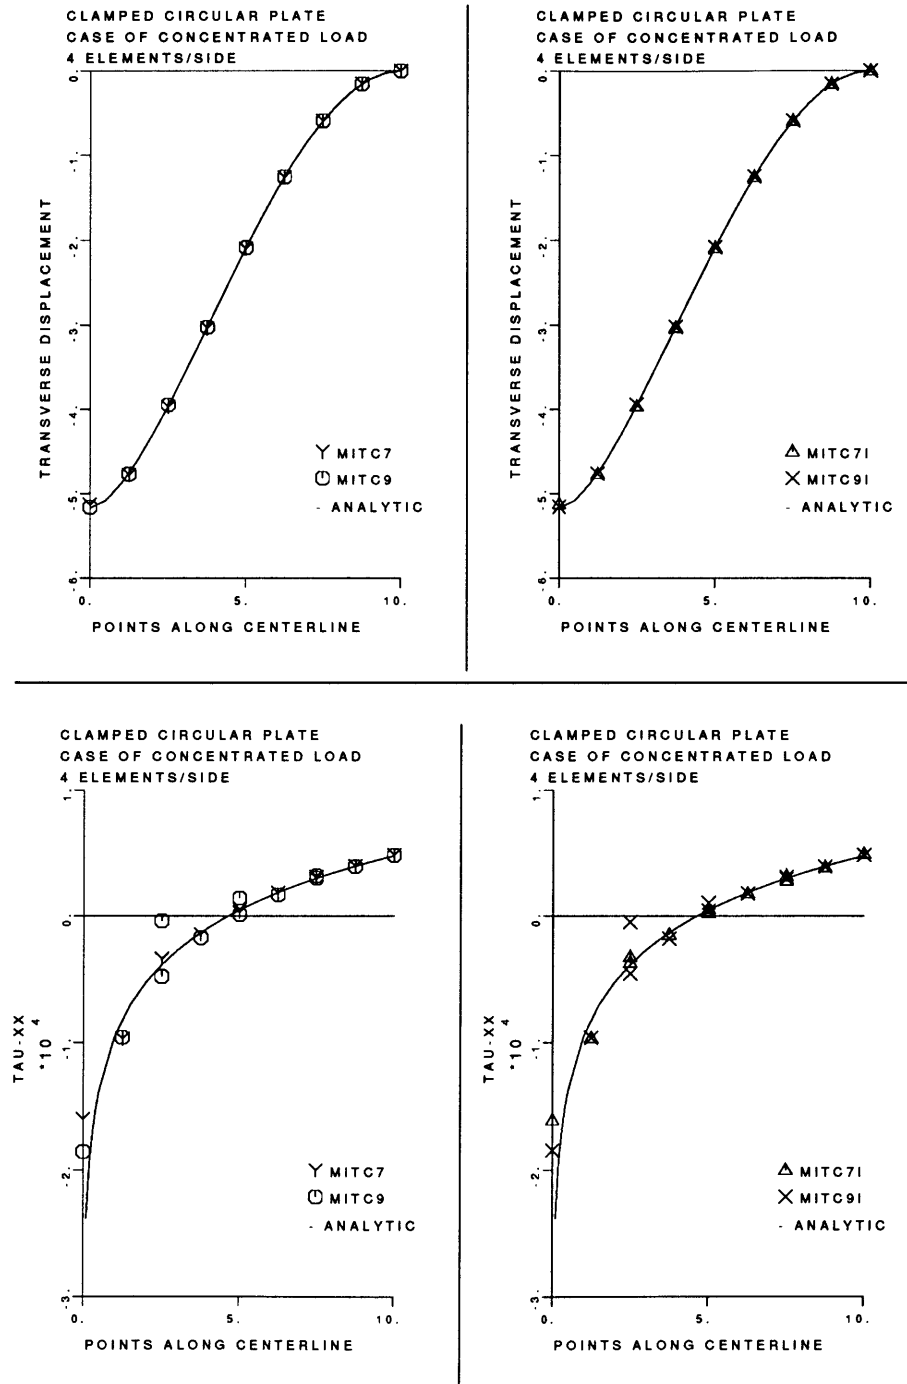 CLAMPED CIRCULAR PLATE
CASE OF CONCENTRATED LOAD
4 ELEMENTS/SIDE
0.
-1.
-2.
-3.
-4.
-5.
-6.
TRANSVERSE DISPLACEMENT
MITC7
MITC9
- ANALYTIC
0. 5. 10.
POINTS ALONG CENTERLINE
CLAMPED CIRCULAR PLATE
CASE OF CONCENTRATED LOAD
4 ELEMENTS/SIDE
0.
-1.
-2.
-3.
-4.
-5.
-6.
TRANSVERSE DISPLACEMENT
MITC7I
MITC9I
- ANALYTIC
0. 5. 10.
POINTS ALONG CENTERLINE
CLAMPED CIRCULAR PLATE
CASE OF CONCENTRATED LOAD
4 ELEMENTS/SIDE
1.
0.
-1.
-2.
-3.
TAU-XX
*10 4
MITC7
MITC9
- ANALYTIC
0. 5. 10.
POINTS ALONG CENTERLINE
CLAMPED CIRCULAR PLATE
CASE OF CONCENTRATED LOAD
4 ELEMENTS/SIDE
1.
0.
-1.
-2.
-3.
TAU-XX
*10 4
MITC7I
MITC9I
- ANALYTIC
0. 5. 10.
POINTS ALONG CENTERLINE